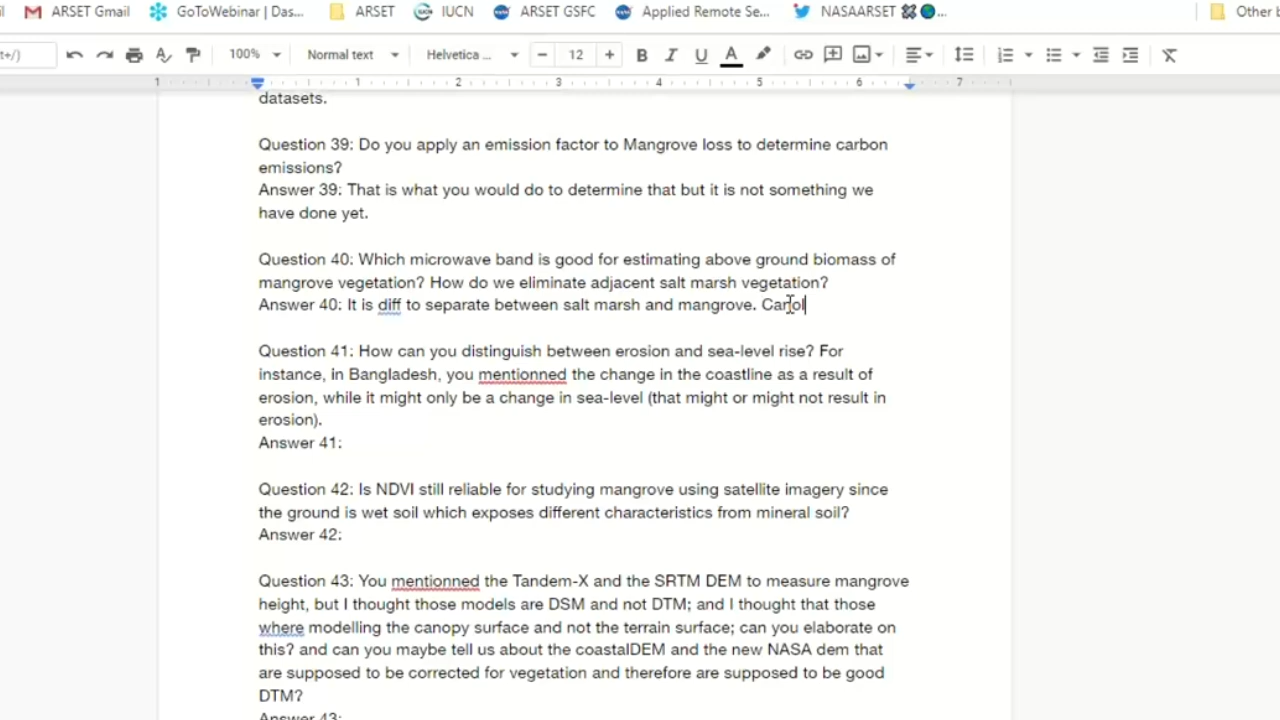 ARSET Gmail GoToWebinar | Das... ARSET IUCN ARSET GSFC Applied Remote Se... NASAARSET Other b
t+/) 100% Normal text Helvetica ... 12 B I U A
1 1 2 3 4 5 6 7
datasets.
Question 39: Do you apply an emission factor to Mangrove loss to determine carbon
emissions?
Answer 39: That is what you would do to determine that but it is not something we
have done yet.
Question 40: Which microwave band is good for estimating above ground biomass of
mangrove vegetation? How do we eliminate adjacent salt marsh vegetation?
Answer 40: It is diff to separate between salt marsh and mangrove.
Question 41: How can you distinguish between erosion and sea-level rise? For
instance, in Bangladesh, you mentionned the change in the coastline as a result of
erosion, while it might only be a change in sea-level (that might or might not result in
erosion).
Answer 41:
Question 42: Is NDVI still reliable for studying mangrove using satellite imagery since
the ground is wet soil which exposes different characteristics from mineral soil?
Answer 42:
Question 43: You mentionned the Tandem-X and the SRTM DEM to measure mangrove
height, but I thought those models are DSM and not DTM; and I thought that those
where modelling the canopy surface and not the terrain surface; can you elaborate on
this? and can you maybe tell us about the coastalDEM and the new NASA dem that
are supposed to be corrected for vegetation and therefore are supposed to be good
DTM?
Answer 43: